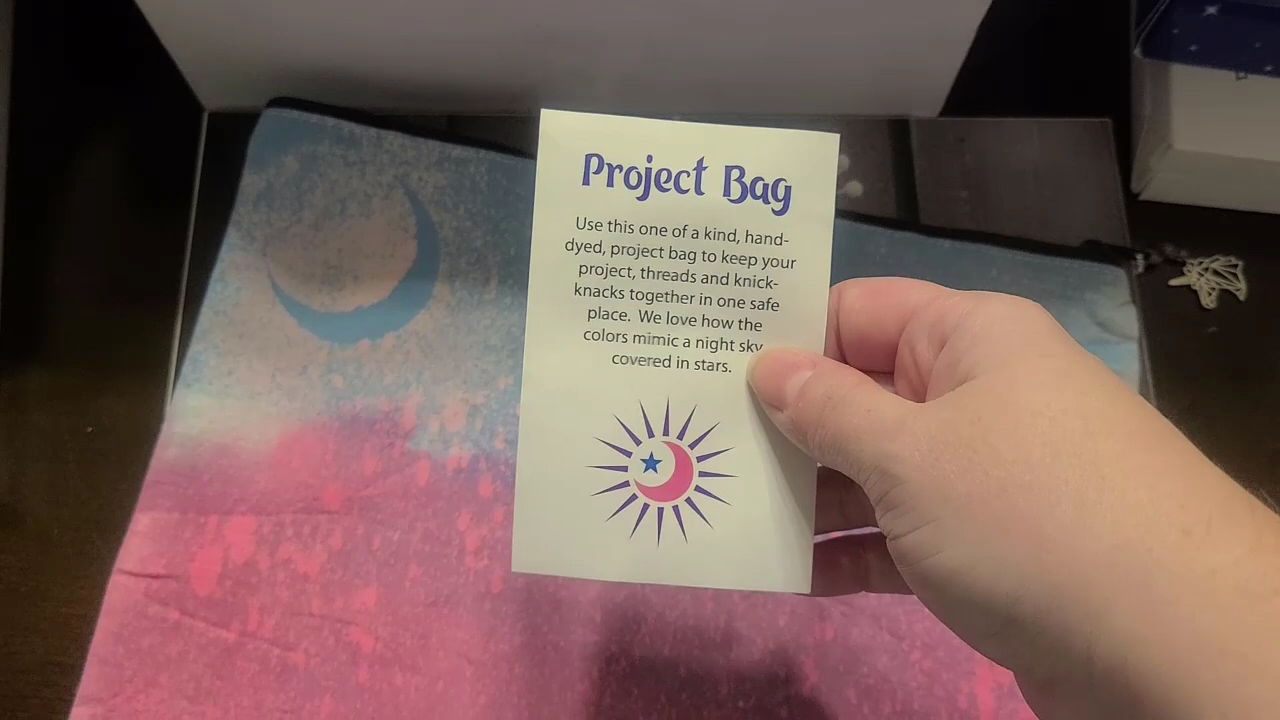 Project Bag
Use this one of a kind, hand-
dyed, project bag to keep your
project, threads and knick-
knacks together in one safe
place. We love how the
colors mimic a night sky
covered in stars.